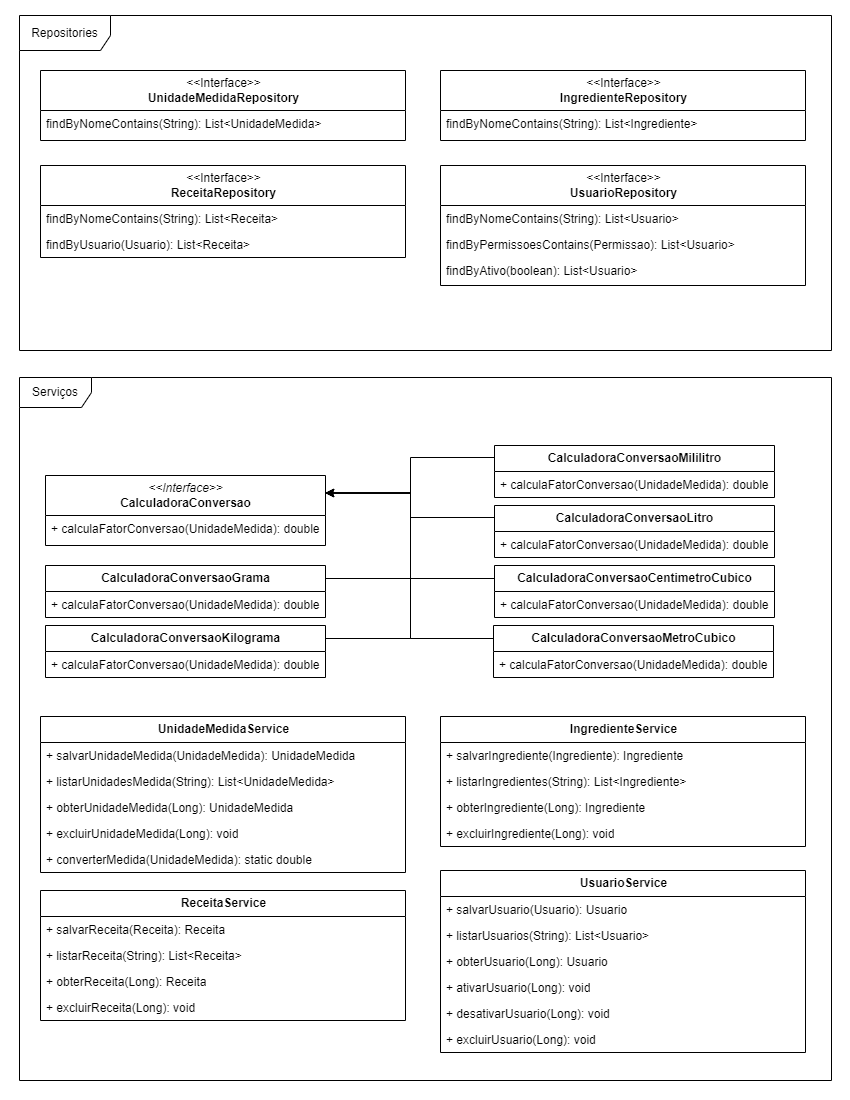 Repositories
<<Interface>>
UnidadeMedidaRepository
findByNomeContains(String): List<UnidadeMedida>
<<Interface>>
IngredienteRepository
findByNomeContains(String): List<Ingrediente>
<<Interface>>
ReceitaRepository
findByNomeContains(String): List<Receita>
findByUsuario(Usuario): List<Receita>
<<Interface>>
UsuarioRepository
findByNomeContains(String): List<Usuario>
findByPermissoesContains(Permissao): List<Usuario>
findByAtivo(boolean): List<Usuario>
Serviços
<<Interface>>
CalculadoraConversao
+ calculaFatorConversao(UnidadeMedida): double
CalculadoraConversaoGrama
+ calculaFatorConversao(UnidadeMedida): double
CalculadoraConversaoKilograma
+ calculaFatorConversao(UnidadeMedida): double
CalculadoraConversaoMililitro
+ calculaFatorConversao(UnidadeMedida): double
CalculadoraConversaoLitro
+ calculaFatorConversao(UnidadeMedida): double
CalculadoraConversaoCentimetroCubico
+ calculaFatorConversao(UnidadeMedida): double
CalculadoraConversaoMetroCubico
+ calculaFatorConversao(UnidadeMedida): double
UnidadeMedidaService
+ salvarUnidadeMedida(UnidadeMedida): UnidadeMedida
+ listarUnidadesMedida(String): List<UnidadeMedida>
+ obterUnidadeMedida(Long): UnidadeMedida
+ excluirUnidadeMedida(Long): void
+ converterMedida(UnidadeMedida): static double
IngredienteService
+ salvarIngrediente(Ingrediente): Ingrediente
+ listarIngredientes(String): List<Ingrediente>
+ obterIngrediente(Long): Ingrediente
+ excluirIngrediente(Long): void
ReceitaService
+ salvarReceita(Receita): Receita
+ listarReceita(String): List<Receita>
+ obterReceita(Long): Receita
+ excluirReceita(Long): void
UsuarioService
+ salvarUsuario(Usuario): Usuario
+ listarUsuarios(String): List<Usuario>
+ obterUsuario(Long): Usuario
+ ativarUsuario(Long): void
+ desativarUsuario(Long): void
+ excluirUsuario(Long): void